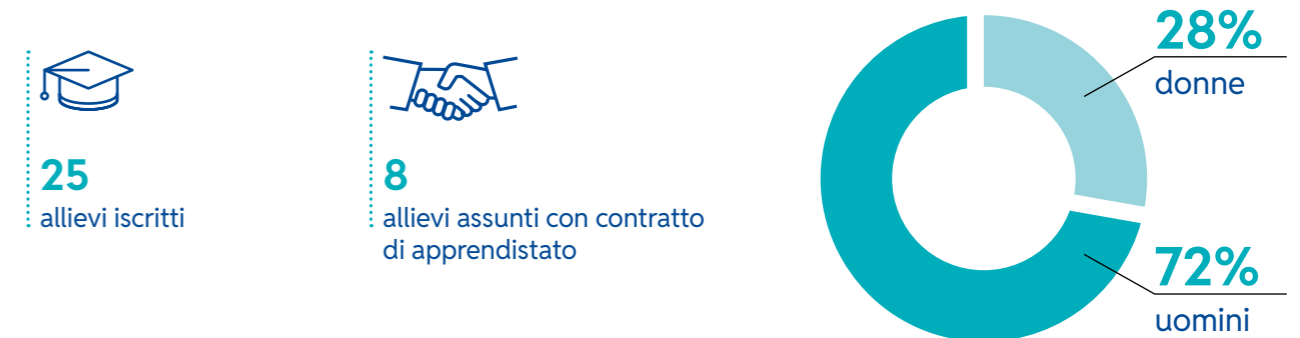 25
allievi iscritti
8
allievi assunti con contratto
di apprendistato
28%
donne
72%
uomini